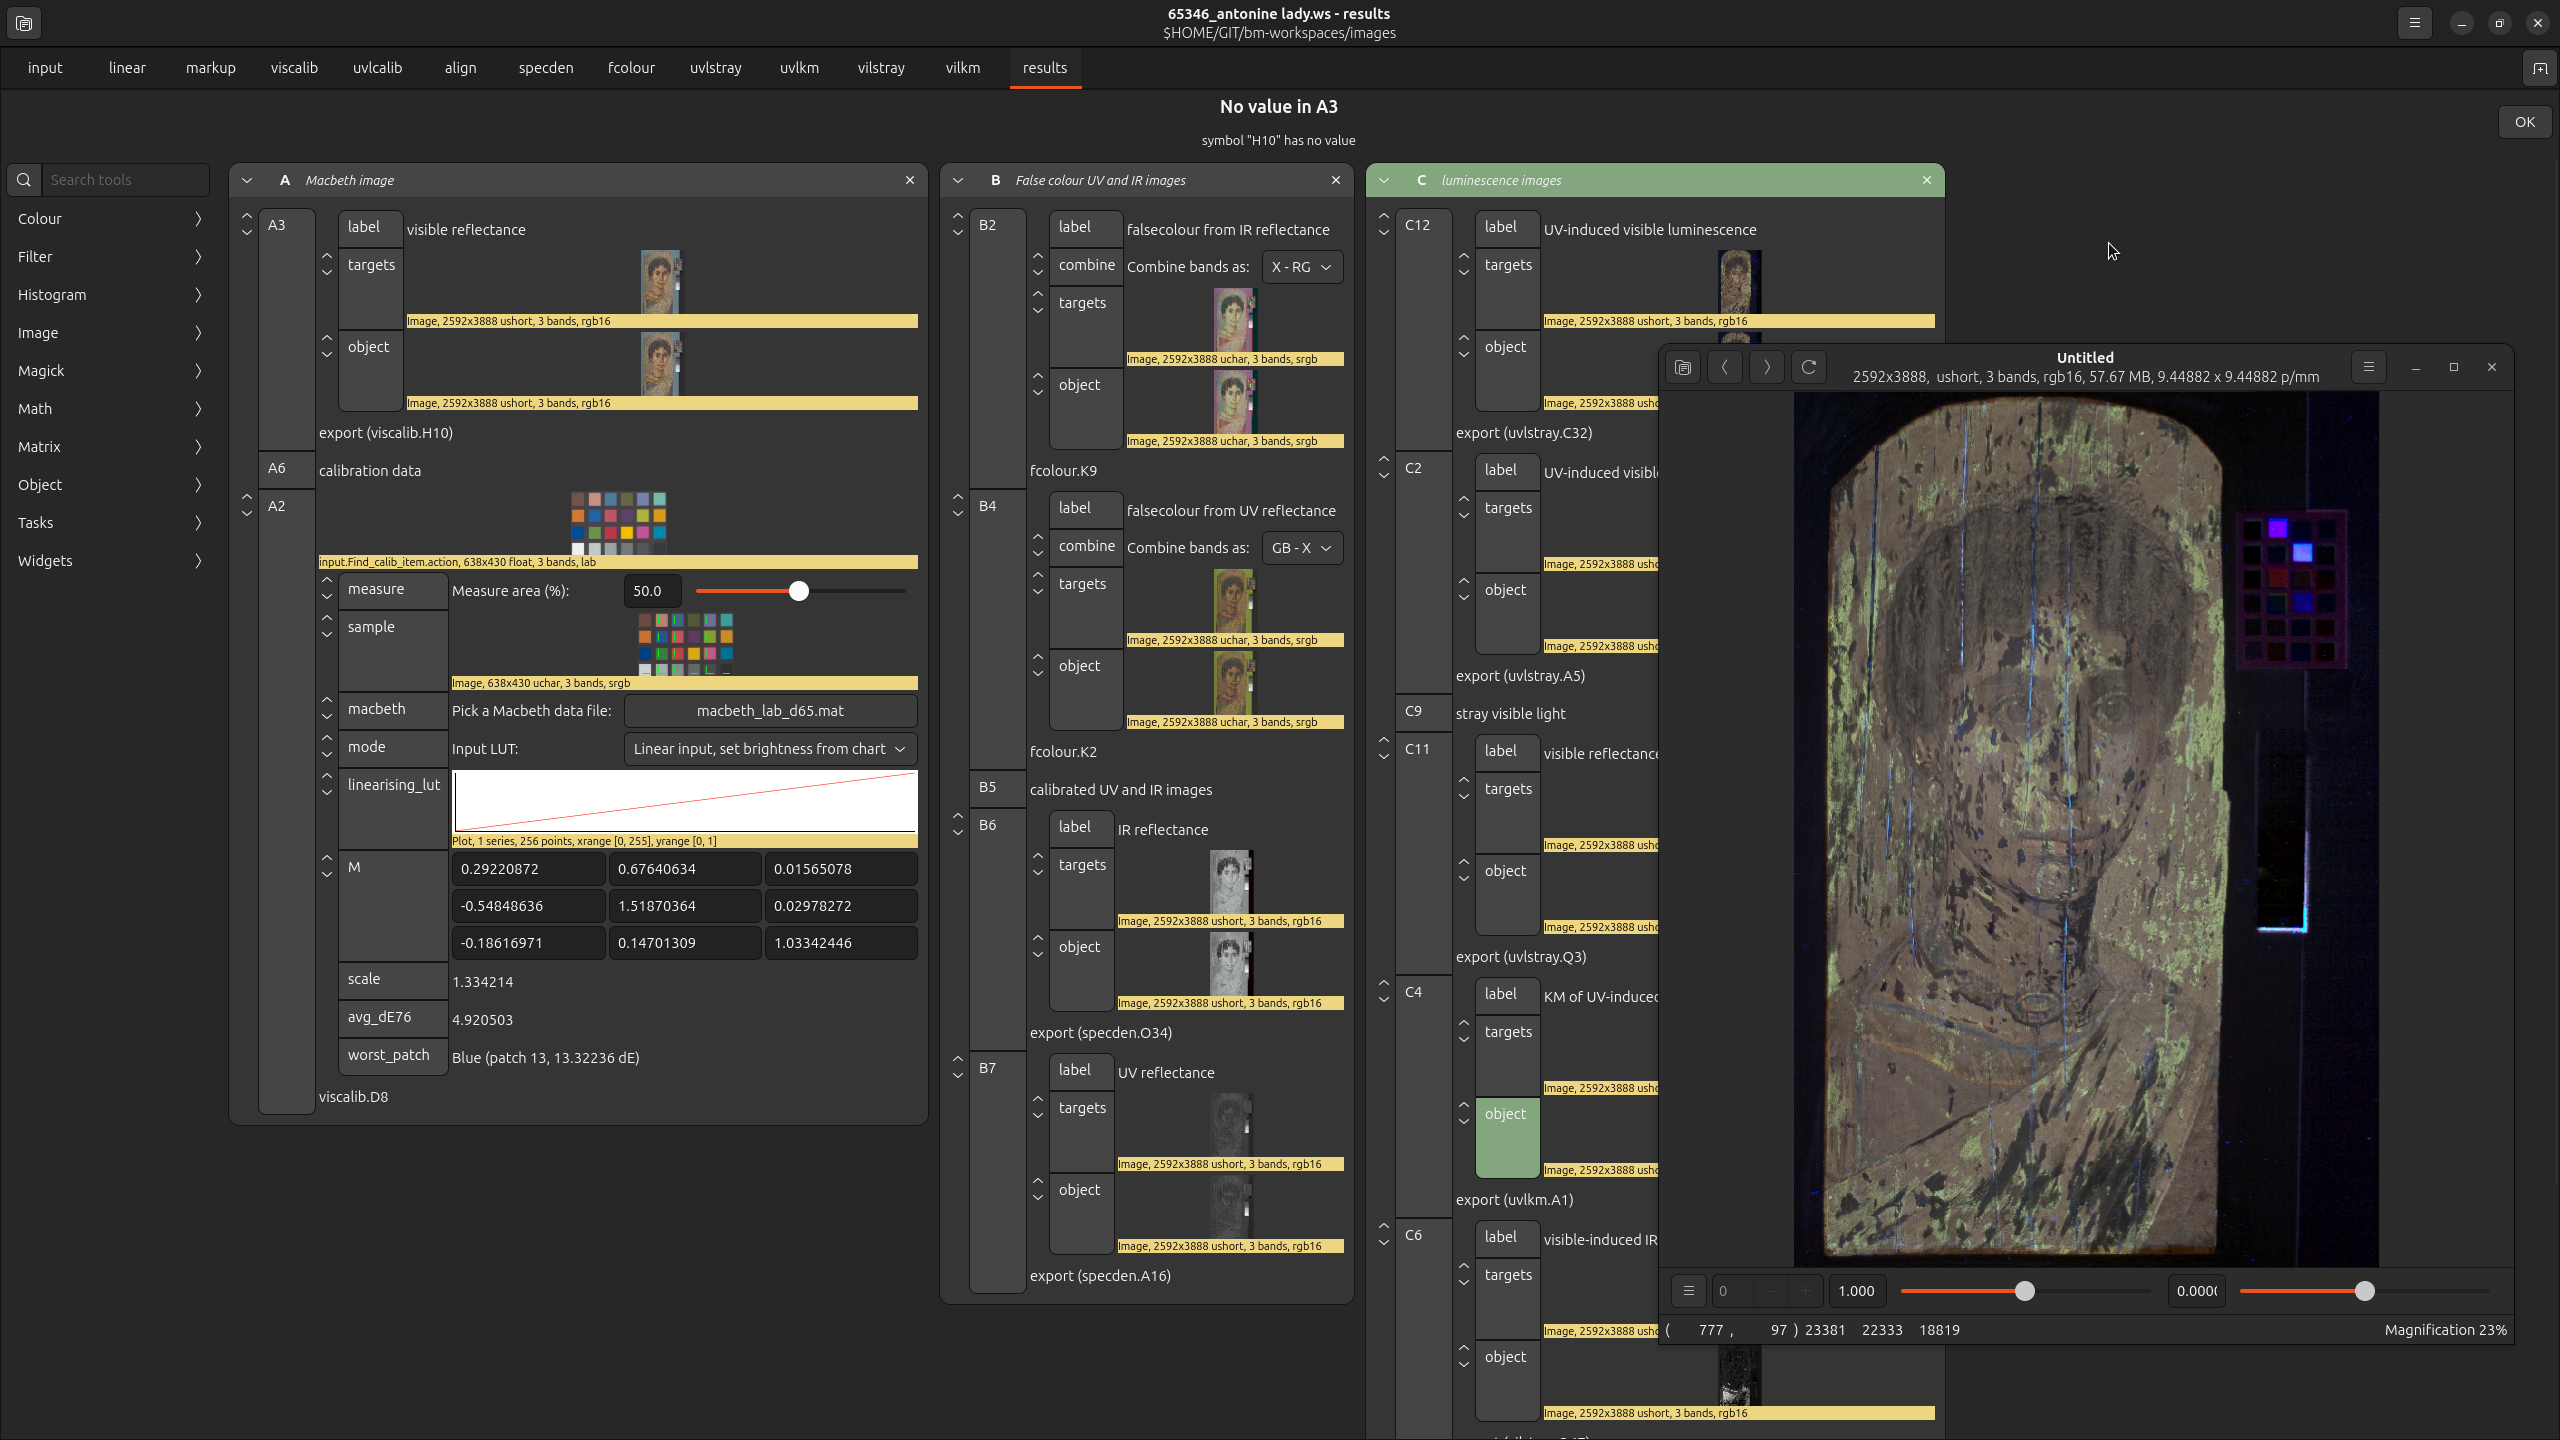 65346_antonine lady.ws - results
$HOME/GIT/bm-workspaces/images
input linear markup viscalib uvlcalib align specden fcolour uvlstray uvlkm vilstray vilkm results
No value in A3
symbol "H10" has no value
OK
Search tools
Colour
Filter
Histogram
Image
Magick
Math
Matrix
Object
Tasks
Widgets
A Macbeth image
A3
label visible reflectance
targets
Image, 2592x3888 ushort, 3 bands, rgb16
object
Image, 2592x3888 ushort, 3 bands, rgb16
export (viscalib.H10)
A6 calibration data
A2
input.Find_calib_item.action, 638x430 float, 3 bands, lab
measure Measure area (%): 50.0
sample
Image, 638x430 uchar, 3 bands, srgb
macbeth Pick a Macbeth data file: macbeth_lab_d65.mat
mode Input LUT: Linear input, set brightness from chart
linearising_lut
Plot, 1 series, 256 points, xrange [0, 255], yrange [0, 1]
M 0.29220872 0.67640634 0.01565078
-0.54848636 1.51870364 0.02978272
-0.18616971 0.14701309 1.03342446
scale 1.334214
avg_dE76 4.920503
worst_patch Blue (patch 13, 13.32236 dE)
viscalib.D8
B False colour UV and IR images
B2
label falsecolour from IR reflectance
combine Combine bands as: X - RG
targets
Image, 2592x3888 uchar, 3 bands, srgb
object
Image, 2592x3888 uchar, 3 bands, srgb
fcolour.K9
B4
label falsecolour from UV reflectance
combine Combine bands as: GB - X
targets
Image, 2592x3888 uchar, 3 bands, srgb
object
Image, 2592x3888 uchar, 3 bands, srgb
fcolour.K2
B5 calibrated UV and IR images
B6
label IR reflectance
targets
Image, 2592x3888 ushort, 3 bands, rgb16
object
Image, 2592x3888 ushort, 3 bands, rgb16
export (specden.O34)
B7
label UV reflectance
targets
Image, 2592x3888 ushort, 3 bands, rgb16
object
Image, 2592x3888 ushort, 3 bands, rgb16
export (specden.A16)
C luminescence images
C12
label UV-induced visible luminescence
targets
Image, 2592x3888 ushort, 3 bands, rgb16
object
Image, 2592x3888 usho
export (uvlstray.C32)
C2
label UV-induced visibl
targets
Image, 2592x3888 usho
object
Image, 2592x3888 usho
export (uvlstray.A5)
C9 stray visible light
C11
label visible reflectance
targets
Image, 2592x3888 usho
object
Image, 2592x3888 usho
export (uvlstray.Q3)
C4
label KM of UV-induced
targets
Image, 2592x3888 usho
object
Image, 2592x3888 usho
export (uvlkm.A1)
C6
label visible-induced IR
targets
Image, 2592x3888 usho
object
Image, 2592x3888 ushort, 3 bands, rgb16
Untitled
2592x3888, ushort, 3 bands, rgb16, 57.67 MB, 9.44882 x 9.44882 p/mm
0 1.000 0.000
( 777 , 97 ) 23381 22333 18819
Magnification 23%